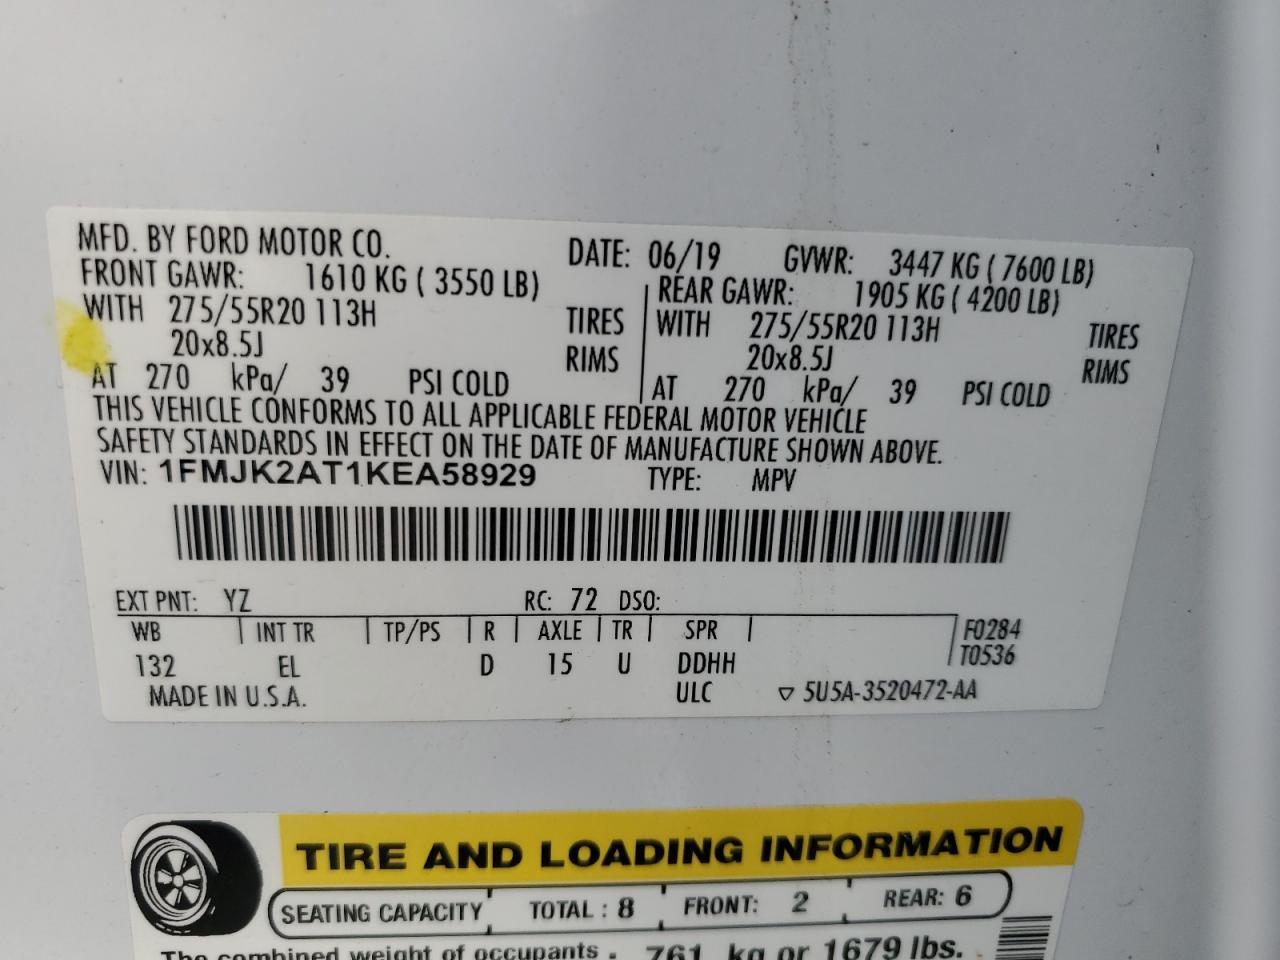 MFD. BY FORD MOTOR CO. DATE: 06/19 GVWR: 3447 KG ( 7600 LB)
FRONT GAWR: 1610 KG ( 3550 LB) REAR GAWR: 1905 KG ( 4200 LB)
WITH 275/55R20 113H TIRES WITH 275/55R20 113H TIRES
20x8.5J RIMS 20x8.5J RIMS
AT 270 kPa/ 39 PSI COLD AT 270 kPa/ 39 PSI COLD
THIS VEHICLE CONFORMS TO ALL APPLICABLE FEDERAL MOTOR VEHICLE
SAFETY STANDARDS IN EFFECT ON THE DATE OF MANUFACTURE SHOWN ABOVE.
VIN: 1FMJK2AT1KEA58929 TYPE: MPV
EXT PNT: YZ RC: 72 DSO:
WB INT TR TP/PS R AXLE TR SPR F0284
132 EL D 15 U DDHH T0536
MADE IN U.S.A. ULC ▽ 5U5A-3520472-AA
TIRE AND LOADING INFORMATION
SEATING CAPACITY TOTAL : 8 FRONT: 2 REAR: 6
The combined weight of occupants 761 kg or 1679 lbs.